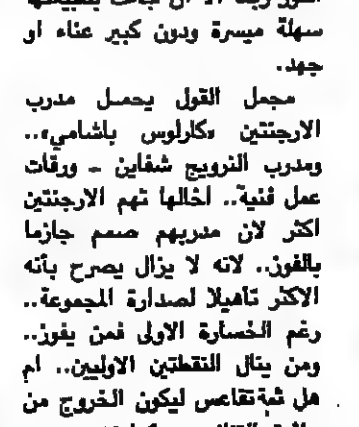 سهلة ميسرة ودون كبير عناء او
جهد.
مجمل القول يحمل مدرب
الارجنتين «كارلوس باشامي»..
ومدرب النرويج شفاين ـ ورقات
عمل فنية.. اخالها تهم الارجنتين
اكثر لان مدربهم صمم جازما
بالفوز.. لانه لا يزال يصرح بأنه
الاكثر تاهيلا لصدارة المجموعة..
رغم الخسارة الاولى فمن يفوز..
ومن ينال النقطتين الاوليين.. ام
هل ثمة تقاعس ليكون الخروج من